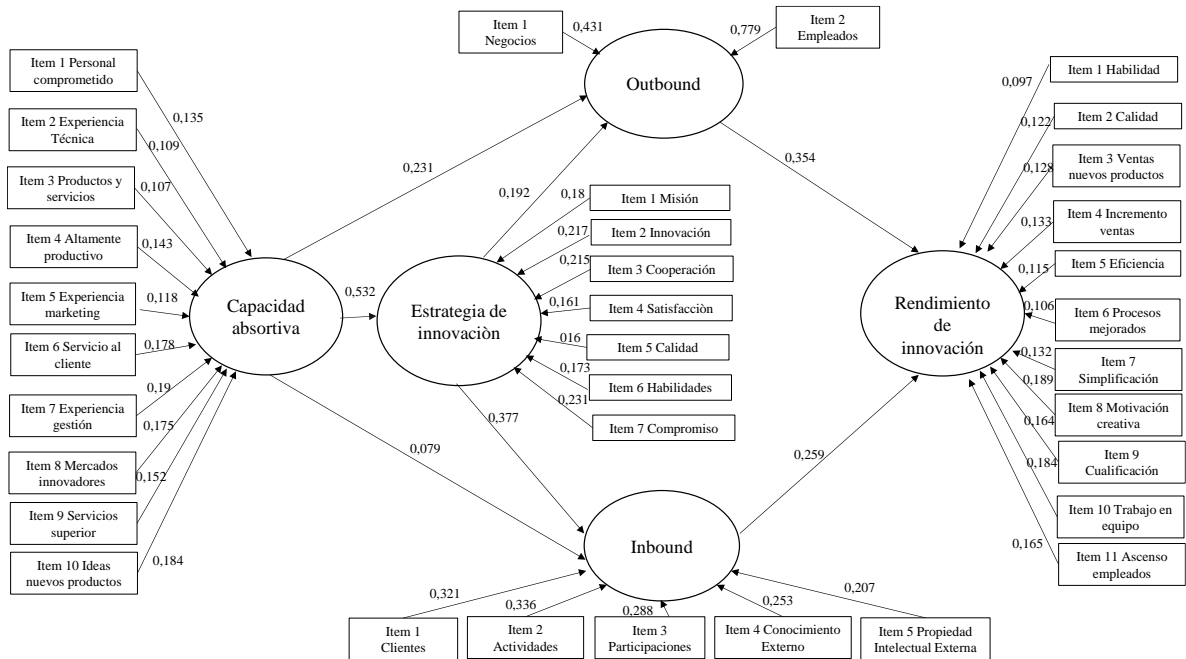 Item 1
Negocios
0,431
0,779
Item 2
Empleados
Outbound
Item 1 Personal
comprometido
0,135
Item 2 Experiencia
Técnica
0,109
Item 3 Productos y
servicios
0,107
Item 4 Altamente
productivo
0,143
Item 5 Experiencia
marketing
0,118
Item 6 Servicio al
cliente
0,178
Item 7 Experiencia
gestión
0,19
Item 8 Mercados
innovadores
0,175
Item 9 Servicios
superior
0,152
Item 10 Ideas
nuevos productos
0,184
Capacidad
absortiva
0,231
0,532
0,079
0,192
0,377
Estrategia de
innovaciòn
0,18
Item 1 Misión
0,217
Item 2 Innovación
0,215
Item 3 Cooperación
0,161
Item 4 Satisfacciòn
016
Item 5 Calidad
0,173
Item 6 Habilidades
0,231
Item 7 Compromiso
0,354
0,259
Rendimiento
de
innovación
0,097
Item 1 Habilidad
0,122
Item 2 Calidad
0,128
Item 3 Ventas
nuevos productos
0,133
Item 4 Incremento
ventas
0,115
Item 5 Eficiencia
0,106
Item 6 Procesos
mejorados
0,132
Item 7
Simplificación
0,189
Item 8 Motivación
creativa
0,164
Item 9
Cualificación
0,184
Item 10 Trabajo en
equipo
0,165
Item 11 Ascenso
empleados
Inbound
0,321
Item 1
Clientes
0,336
Item 2
Actividades
0,288
Item 3
Participaciones
0,253
Item 4 Conocimiento
Externo
0,207
Item 5 Propiedad
Intelectual Externa